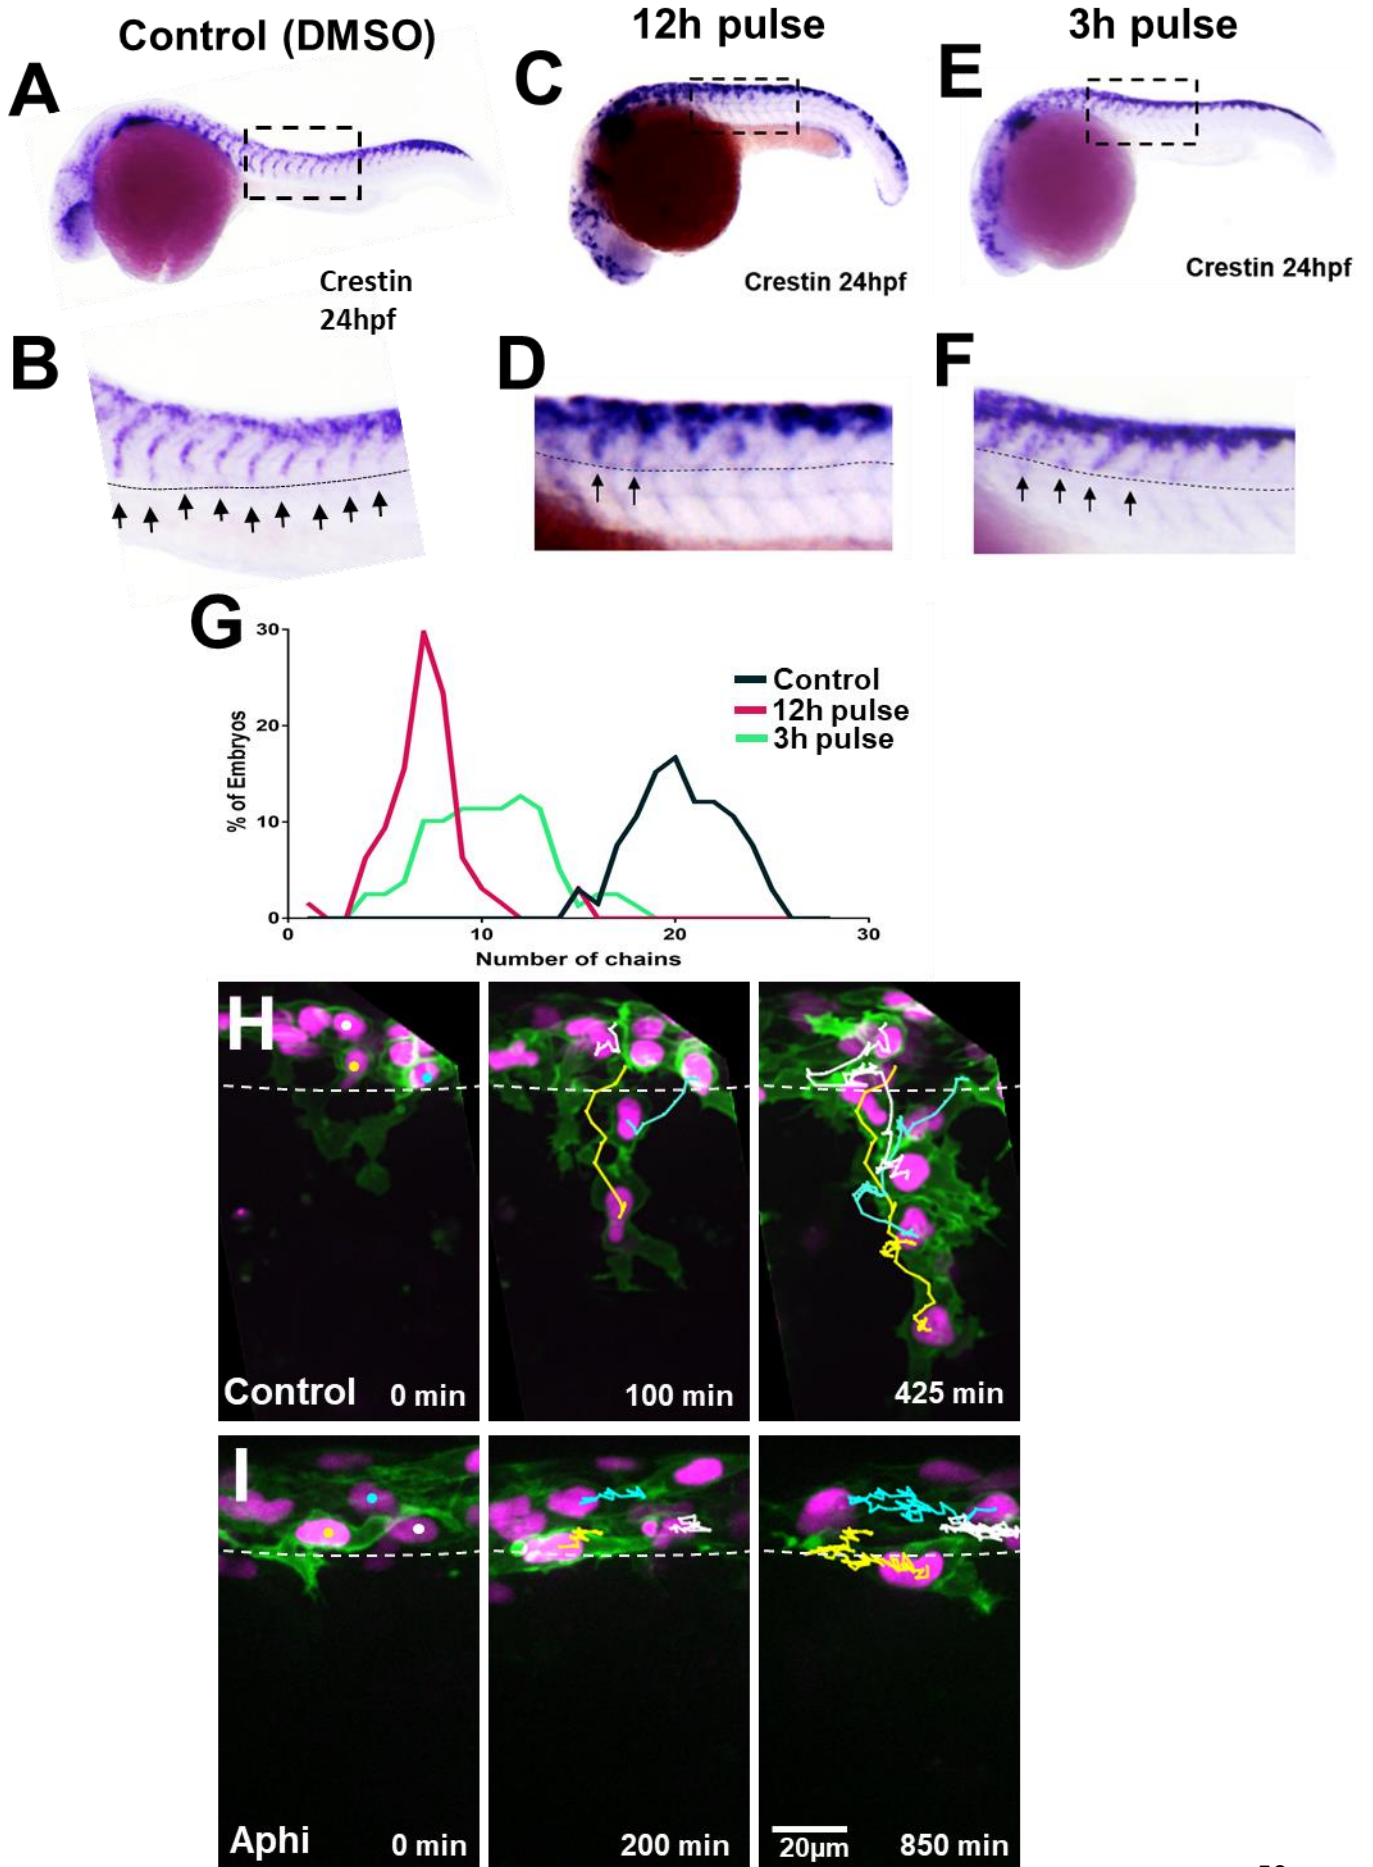 Control (DMSO)
12h pulse
3h pulse
A
C
E
Crestin
24hpf
Crestin 24hpf
Crestin 24hpf
B
D
F
G
30
20
10
0
% of Embryos
0
10
20
30
Number of chains
Control
12h pulse
3h pulse
H
Control
0 min
100 min
425 min
I
Aphi
0 min
200 min
20µm
850 min